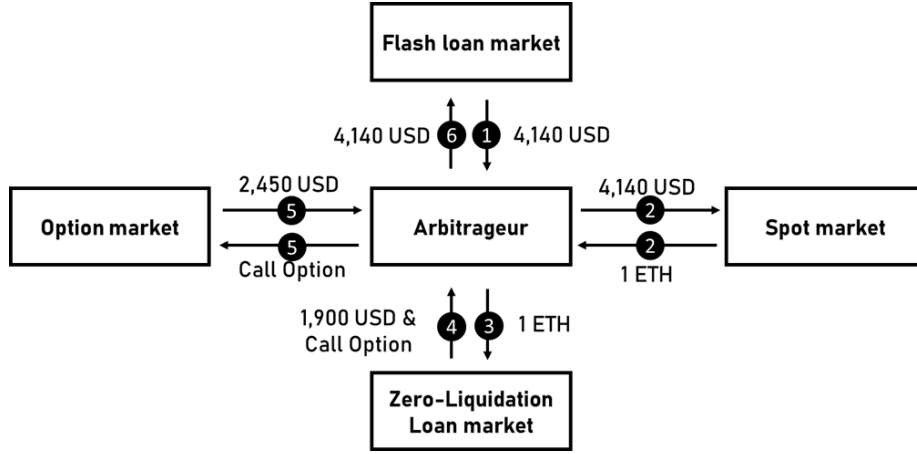 Flash loan market
4,140 USD 6 1 4,140 USD
2,450 USD
4,140 USD
5
2
Option market
Arbitrageur
Spot market
5
2
Call Option
1 ETH
1,900 USD &
Call Option
4 3 1 ETH
Zero-Liquidation
Loan market